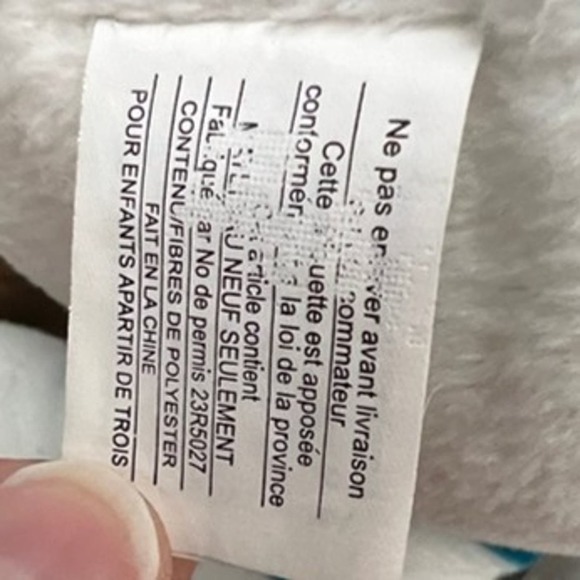 Ne pas avant livraison
Cette est apposée
la loi de la province
contient
NEUF SEULEMENT
No de permis 23R5027
CONTENU/FIBRES DE POLYESTER
FAIT EN LA CHINE
POUR ENFANTS APARTIR DE TROIS